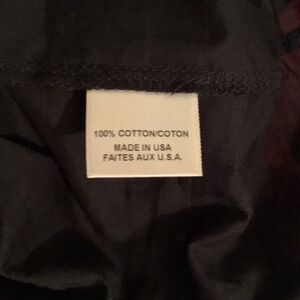 100% COTTON/COTON
MADE IN USA
FAITES AUX U.S.A.